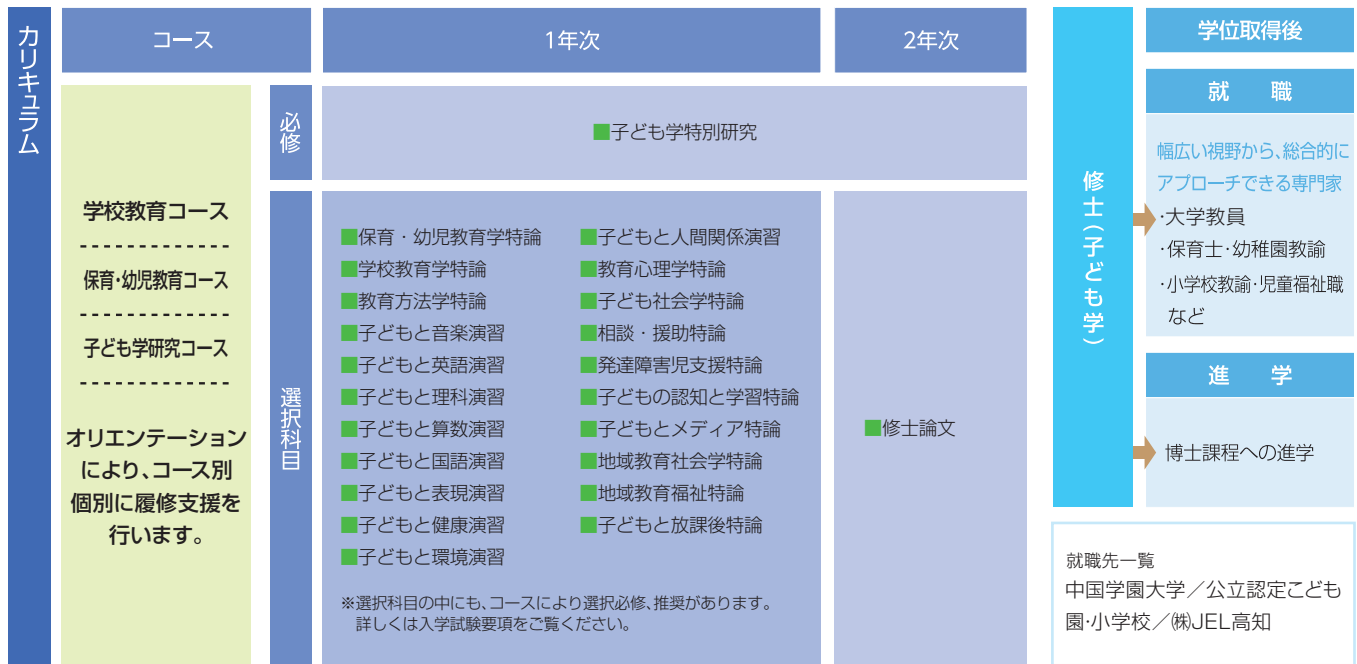 カリキュラム
コース
1年次
2年次
学校教育コース
保育・幼児教育コース
子ども学研究コース
オリエンテーション
により、コース別
個別に履修支援を
行います。
必修
■子ども学特別研究
選択科目
■保育・幼児教育学特論
■学校教育学特論
■教育方法学特論
■子どもと音楽演習
■子どもと英語演習
■子どもと理科演習
■子どもと算数演習
■子どもと国語演習
■子どもと表現演習
■子どもと健康演習
■子どもと環境演習
■子どもと人間関係演習
■教育心理学特論
■子ども社会学特論
■相談・援助特論
■発達障害児支援特論
■子どもの認知と学習特論
■子どもとメディア特論
■地域教育社会学特論
■地域教育福祉特論
■子どもと放課後特論
※選択科目の中にも、コースにより選択必修、推奨があります。
詳しくは入学試験要項をご覧ください。
■修士論文
修士(子ども学)
学位取得後
就　職
幅広い視野から、総合的に
アプローチできる専門家
・大学教員
・保育士・幼稚園教諭
・小学校教諭・児童福祉職
など
進　学
博士課程への進学
就職先一覧
中国学園大学／公立認定こども
園・小学校／㈱JEL高知